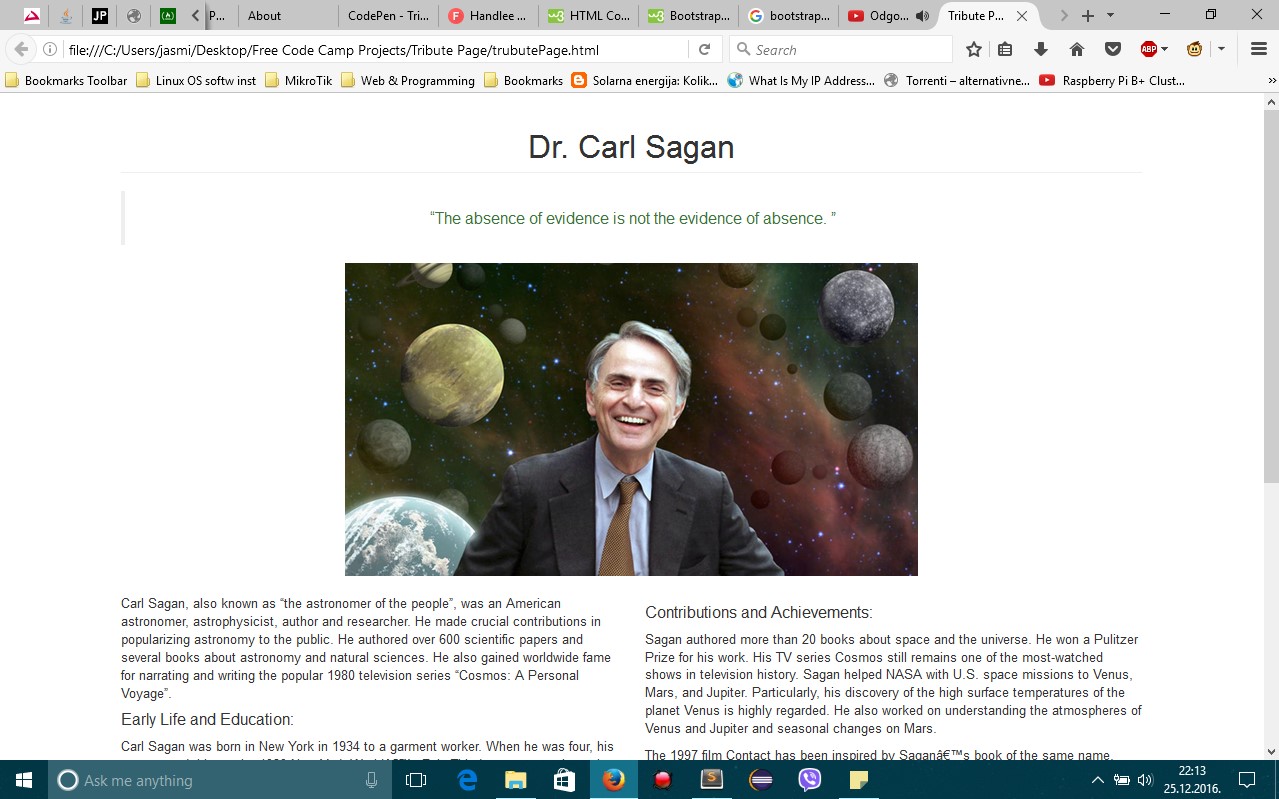 P...
About
CodePen - Tri...
Handlee ...
HTML Co...
Bootstrap...
bootstrap...
Odgo...
Tribute P...
file:///C:/Users/jasmi/Desktop/Free Code Camp Projects/Tribute Page/trubutePage.html
Search
ABP
Bookmarks Toolbar
Linux OS softw inst
MikroTik
Web & Programming
Bookmarks
Solarna energija: Kolik...
What Is My IP Address...
Torrenti – alternativne...
Raspberry Pi B+ Clust...
Dr. Carl Sagan
“The absence of evidence is not the evidence of absence. ”
Carl Sagan, also known as “the astronomer of the people”, was an American
astronomer, astrophysicist, author and researcher. He made crucial contributions in
popularizing astronomy to the public. He authored over 600 scientific papers and
several books about astronomy and natural sciences. He also gained worldwide fame
for narrating and writing the popular 1980 television series “Cosmos: A Personal
Voyage”.
Early Life and Education:
Carl Sagan was born in New York in 1934 to a garment worker. When he was four, his
Contributions and Achievements:
Sagan authored more than 20 books about space and the universe. He won a Pulitzer
Prize for his work. His TV series Cosmos still remains one of the most-watched
shows in television history. Sagan helped NASA with U.S. space missions to Venus,
Mars, and Jupiter. Particularly, his discovery of the high surface temperatures of the
planet Venus is highly regarded. He also worked on understanding the atmospheres of
Venus and Jupiter and seasonal changes on Mars.
The 1997 film Contact has been inspired by Saganâ€™s book of the same name.
Ask me anything
22:13
25.12.2016.